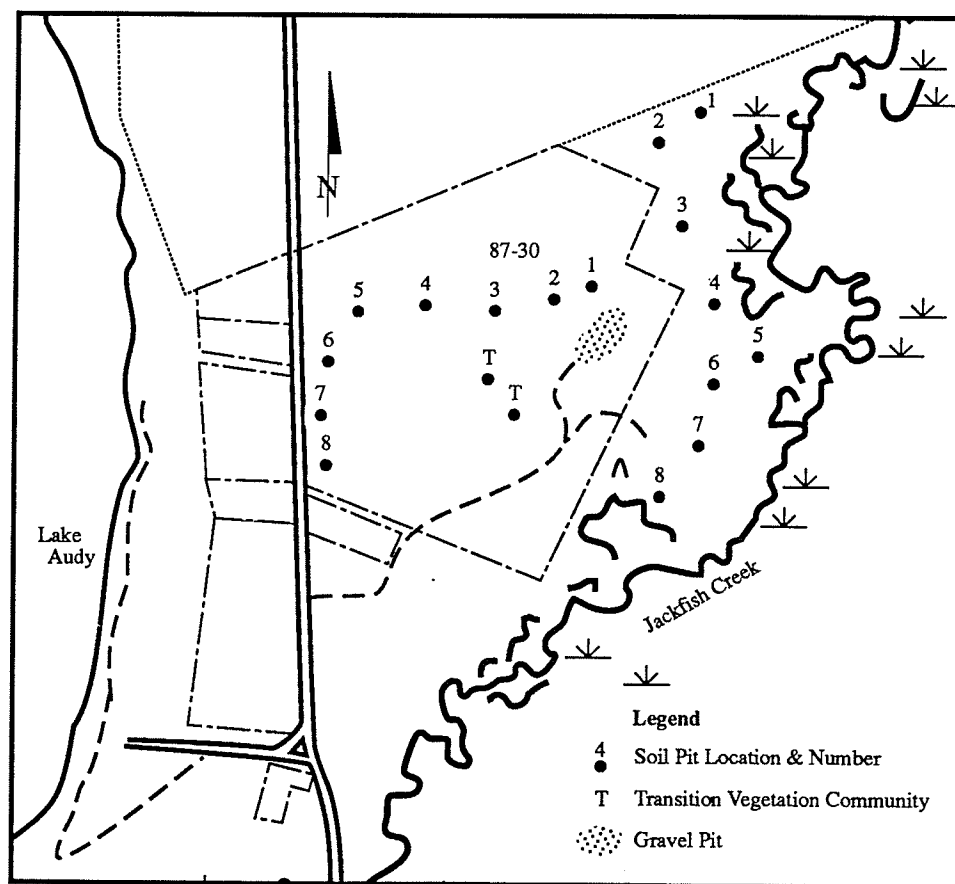 1
2
N
3
87-30
1
2
3
4
5
4
5
6
6
T
T
7
7
8
8
Lake
Audy
Jackfish Creek
Legend
4 Soil Pit Location & Number
T Transition Vegetation Community
Gravel Pit